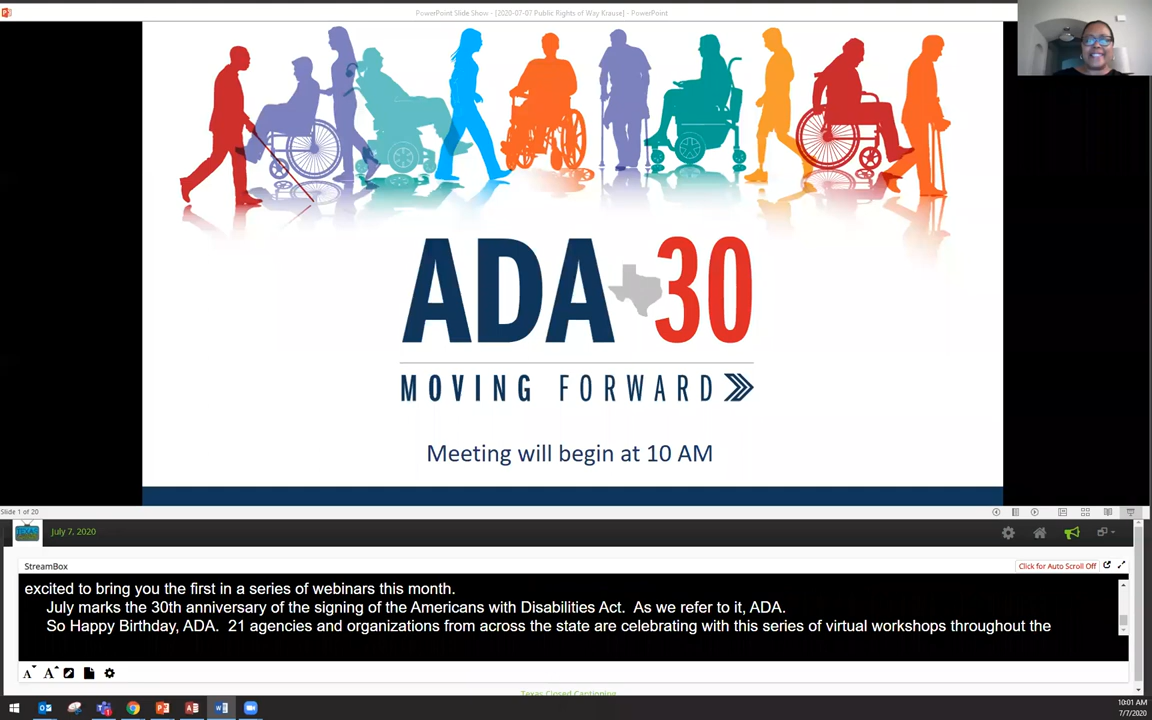 PowerPoint Slide Show - [2020-07-07 Public Rights of Way Krause] - PowerPoint
ADA 30
MOVING FORWARD
Meeting will begin at 10 AM
Slide 1 of 20
July 7, 2020
StreamBox
Click for Auto Scroll Off
excited to bring you the first in a series of webinars this month.
July marks the 30th anniversary of the signing of the Americans with Disabilities Act. As we refer to it, ADA.
So Happy Birthday, ADA. 21 agencies and organizations from across the state are celebrating with this series of virtual workshops throughout the
A A
Texas Closed Captioning
10:01 AM
7/7/2020